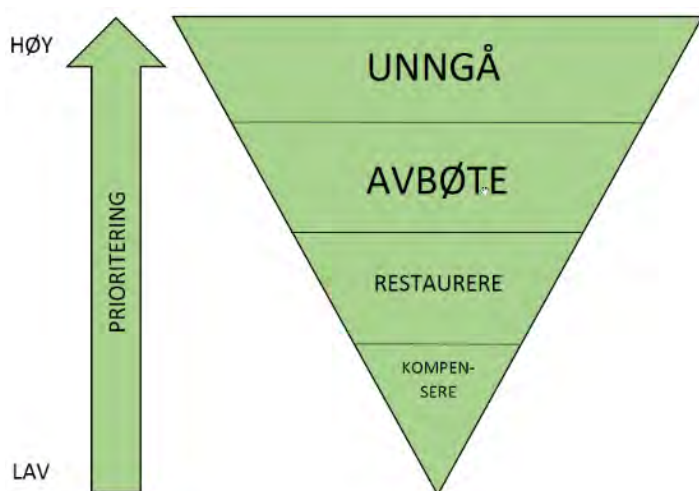 HØY
UNNGÅ
AVBØTE
PRIORITERING
RESTAURERE
KOMPEN-
SERE
LAV